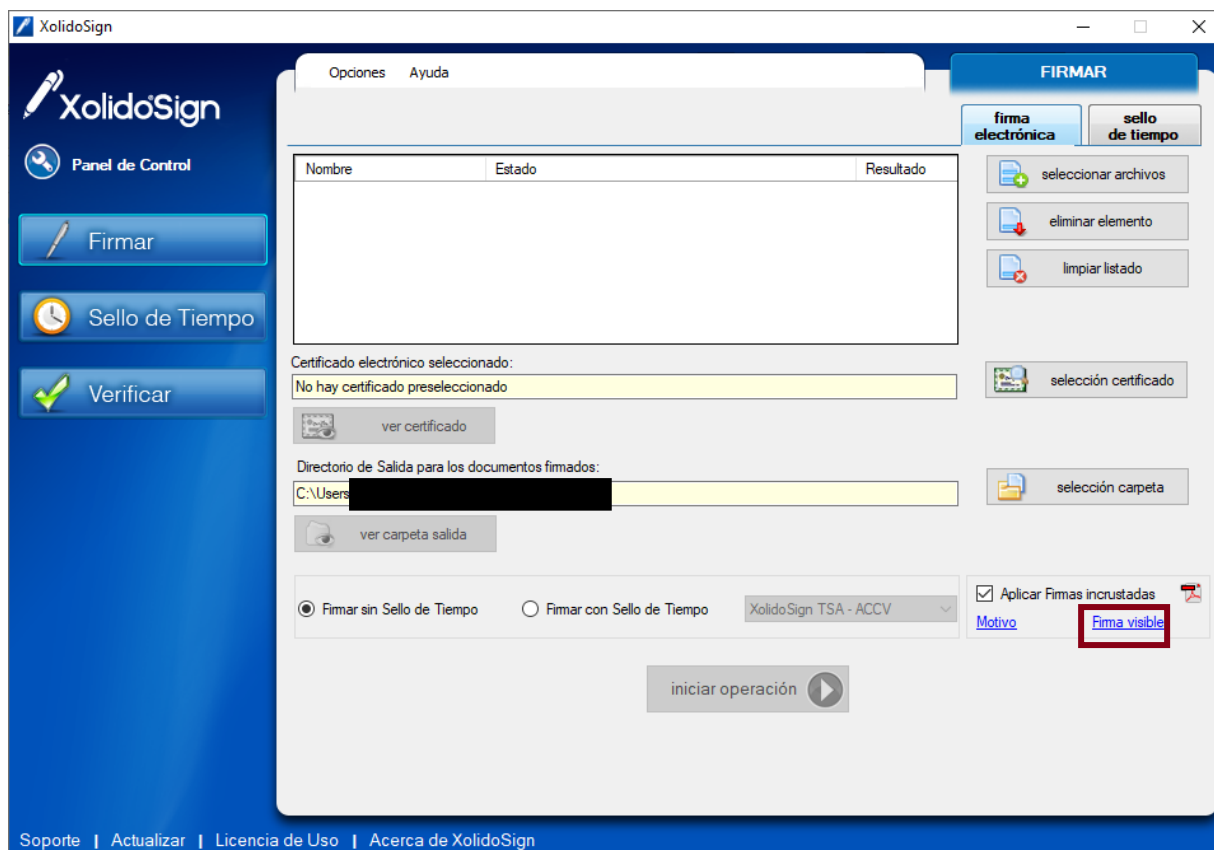 XolidoSign
Opciones Ayuda
FIRMAR
XolidoSign
firma electrónica
sello de tiempo
Panel de Control
Nombre Estado Resultado
seleccionar archivos
Firmar
eliminar elemento
limpiar listado
Sello de Tiempo
Certificado electrónico seleccionado:
No hay certificado preseleccionado
selección certificado
Verificar
ver certificado
Directorio de Salida para los documentos firmados:
C:\Users
selección carpeta
ver carpeta salida
Firmar sin Sello de Tiempo Firmar con Sello de Tiempo XolidoSign TSA - ACCV
Aplicar Firmas incrustadas
Motivo Firma visible
iniciar operación
Soporte | Actualizar | Licencia de Uso | Acerca de XolidoSign